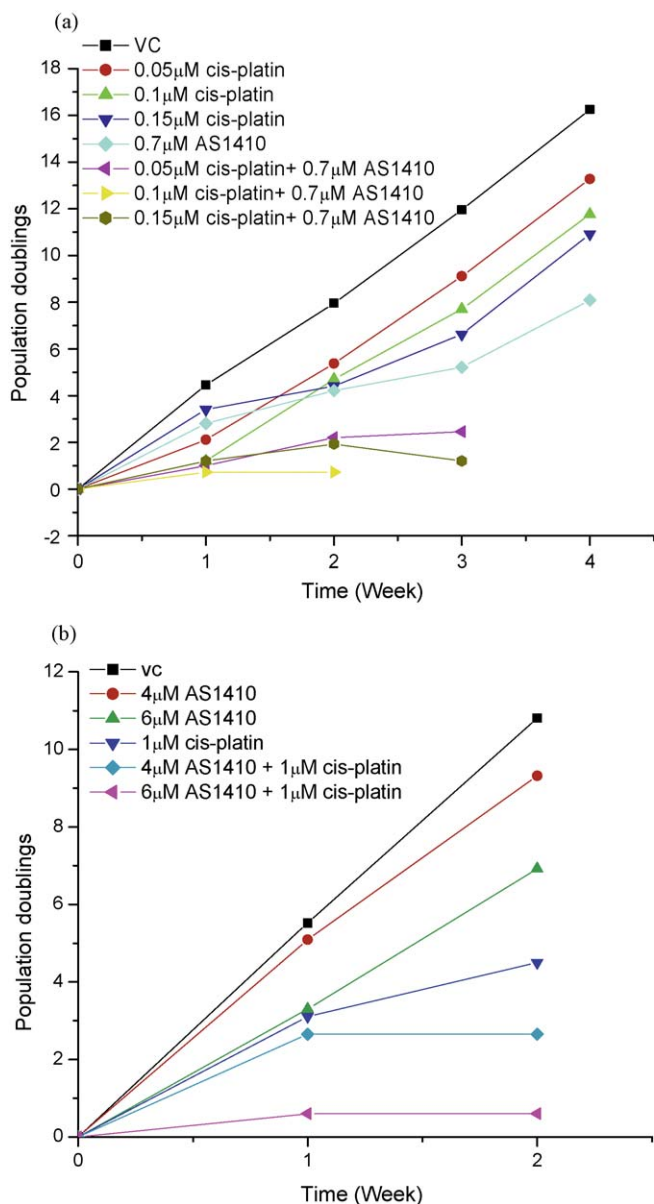 (a)
VC
0.05µM cis-platin
0.1µM cis-platin
0.15µM cis-platin
0.7µM AS1410
0.05µM cis-platin+ 0.7µM AS1410
0.1µM cis-platin+ 0.7µM AS1410
0.15µM cis-platin+ 0.7µM AS1410
18
16
14
12
10
8
6
4
2
0
-2
Population doublings
0 1 2 3 4
Time (Week)
(b)
vc
4µM AS1410
6µM AS1410
1µM cis-platin
4µM AS1410 + 1µM cis-platin
6µM AS1410 + 1µM cis-platin
12
10
8
6
4
2
0
Population doublings
0 1 2
Time (Week)